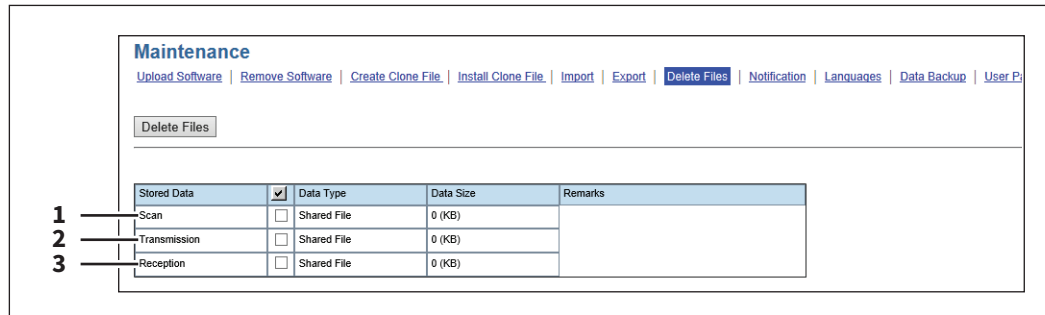 Maintenance
Upload Software | Remove Software | Create Clone File | Install Clone File | Import | Export | Delete Files | Notification | Languages | Data Backup | User Pa
Delete Files
Stored Data Data Type Data Size Remarks
1 Scan Shared File 0 (KB)
2 Transmission Shared File 0 (KB)
3 Reception Shared File 0 (KB)